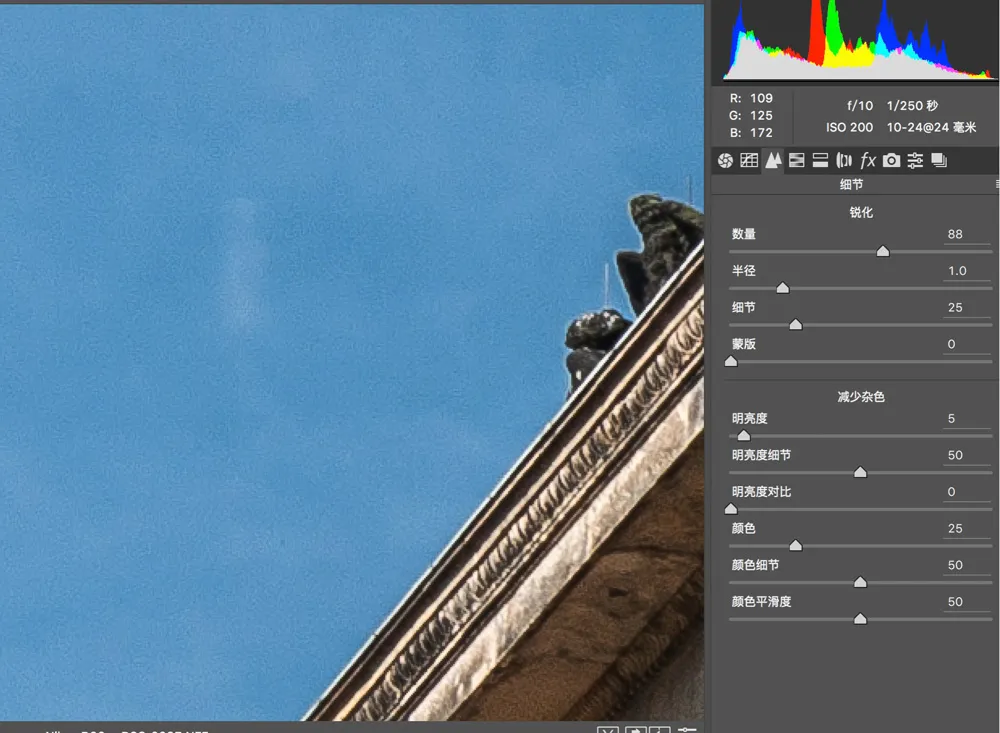 R: 109
G: 125
B: 172
f/10 1/250 秒
ISO 200 10-24@24 毫米
fx
细节
锐化
数量 88
半径 1.0
细节 25
蒙版 0
减少杂色
明亮度 5
明亮度细节 50
明亮度对比 0
颜色 25
颜色细节 50
颜色平滑度 50